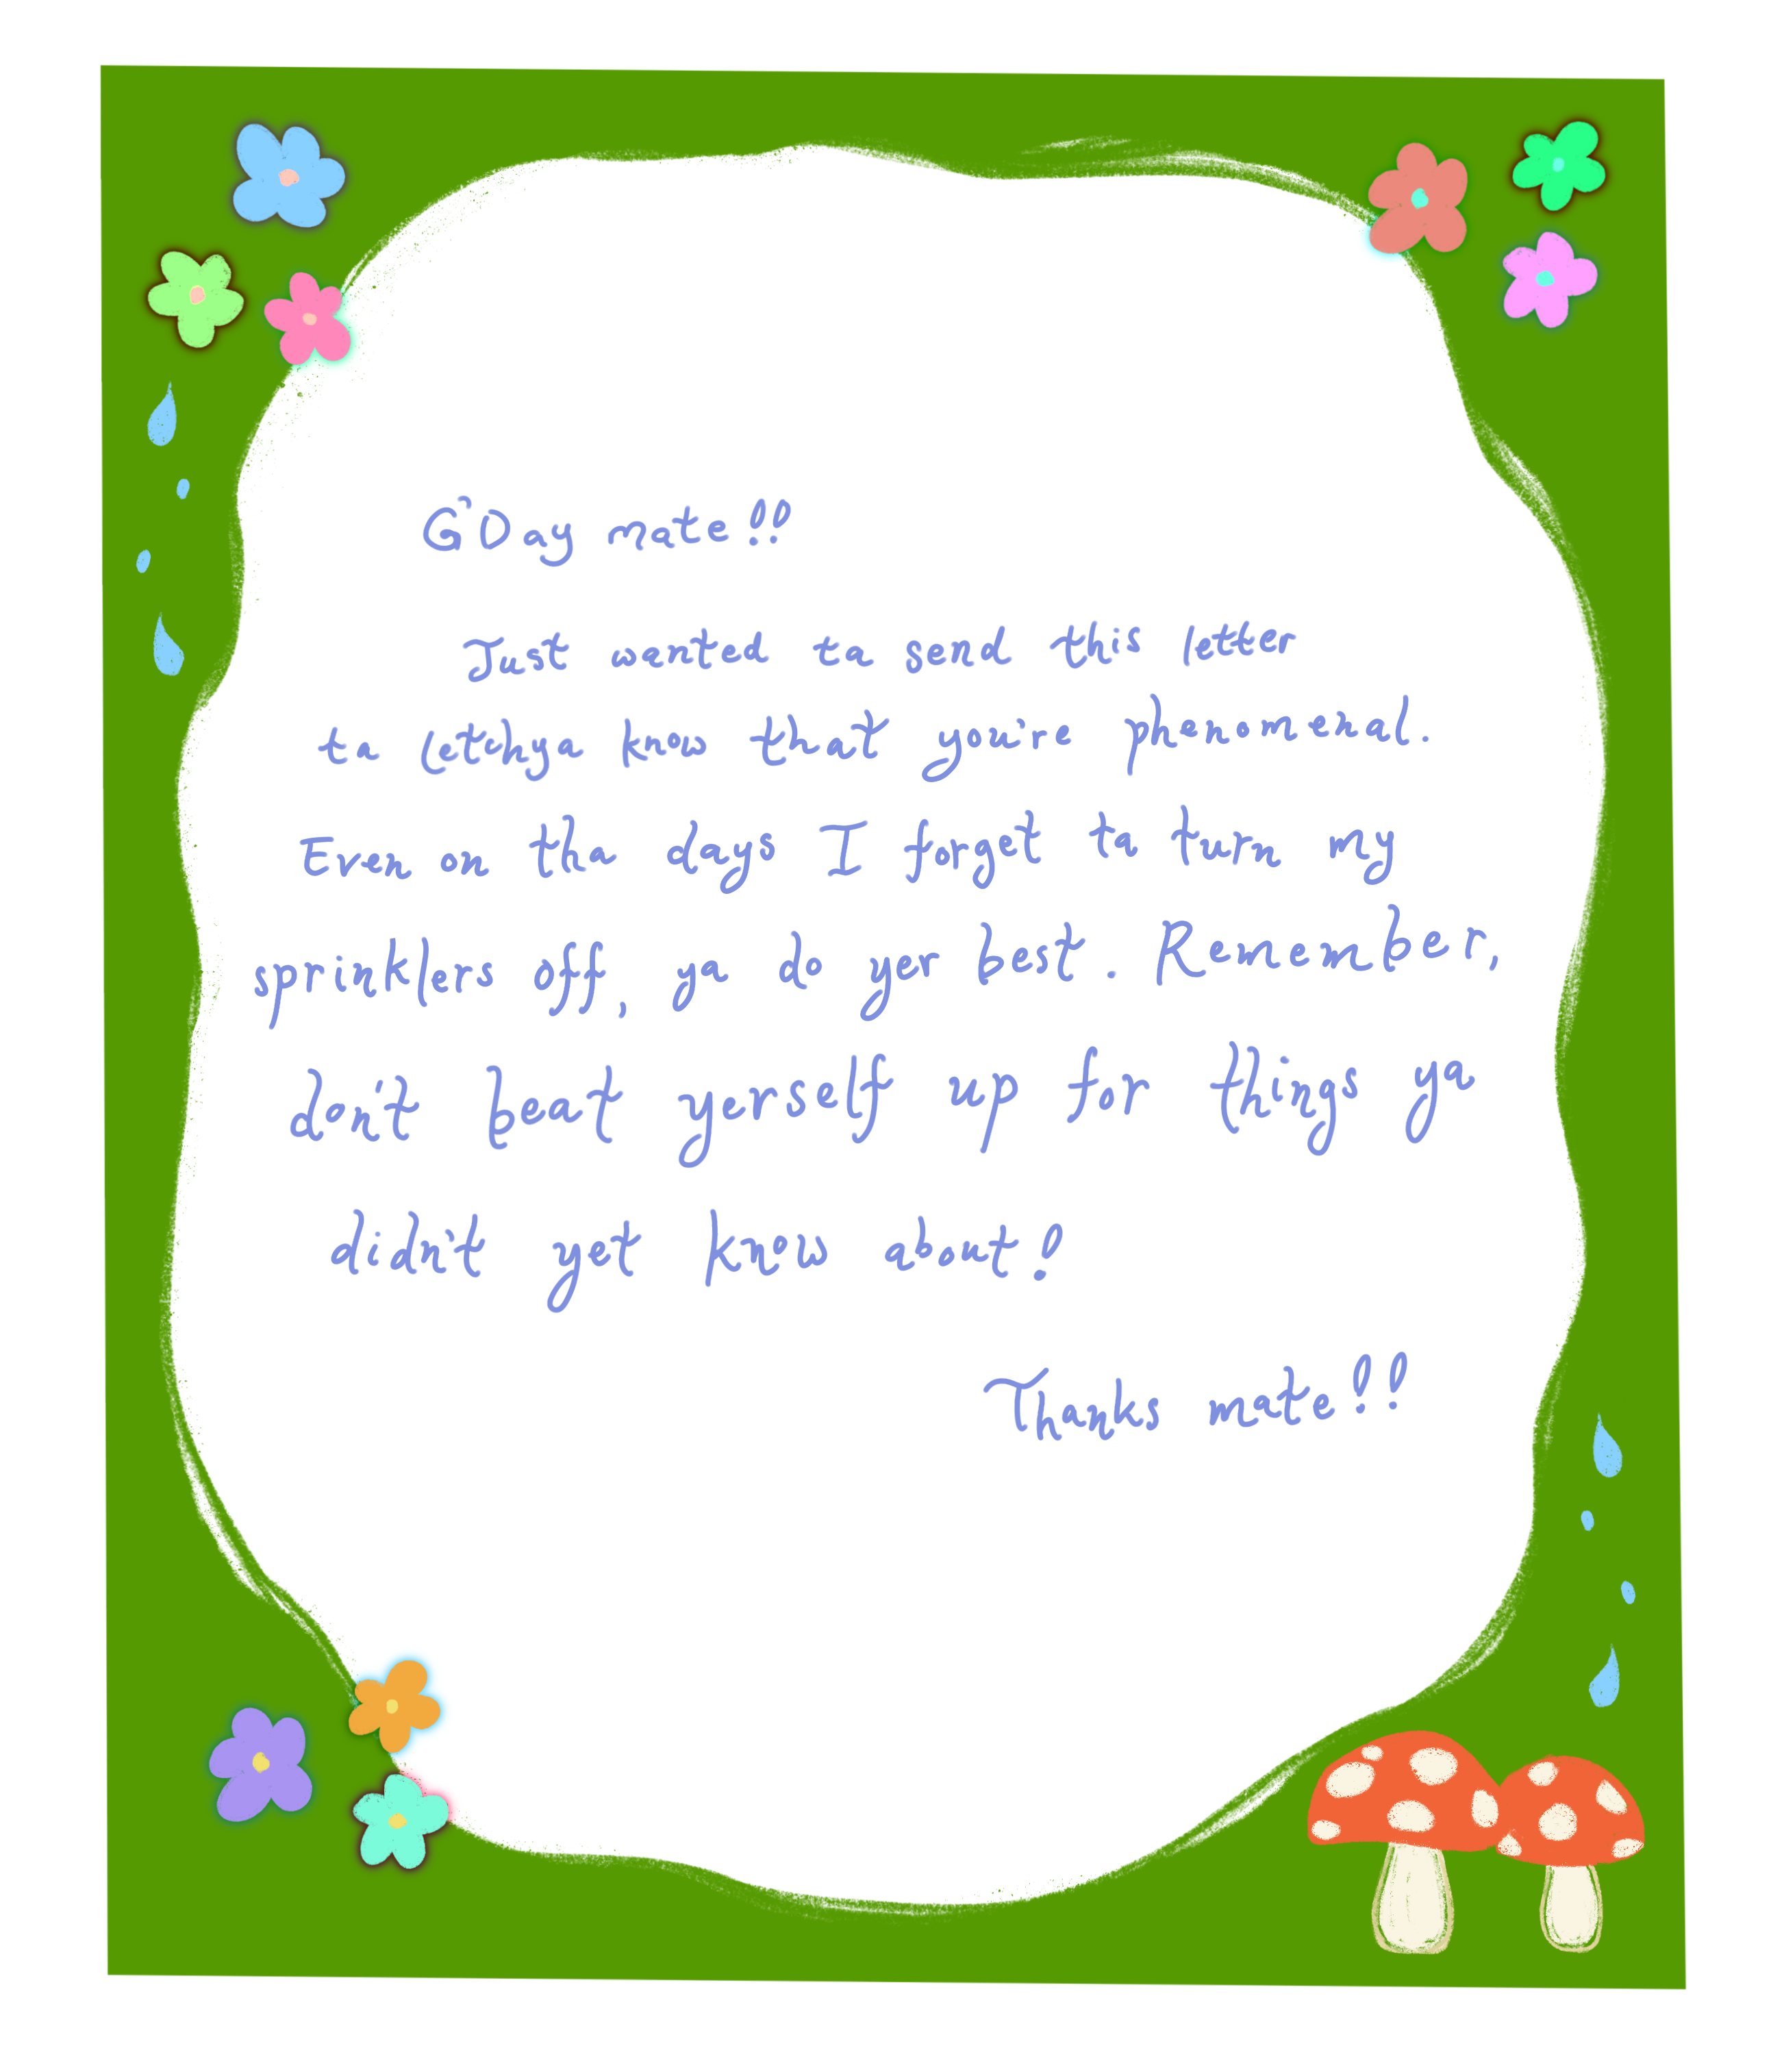 G'Day mate!!
Just wanted ta send this letter
ta letchya know that you're phenomenal.
Even on tha days I forget ta turn my
sprinklers off, ya do yer best. Remember,
don't beat yerself up for things ya
didn't yet know about!
Thanks mate!!